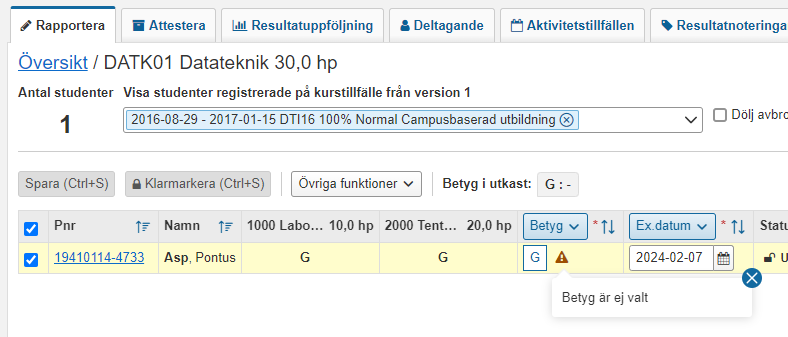 Rapportera Attestera Resultatuppföljning Deltagande Aktivitetstillfällen Resultatnoteringa
Översikt / DATK01 Datateknik 30,0 hp
Antal studenter Visa studenter registrerade på kurstillfälle från version 1
1 2016-08-29 - 2017-01-15 DTI16 100% Normal Campusbaserad utbildning Dölj avbro
Spara (Ctrl+S) Klarmarkera (Ctrl+S) Övriga funktioner Betyg i utkast: G : -
Pnr Namn 1000 Labo... 10,0 hp 2000 Tent... 20,0 hp Betyg * Ex.datum * Statu
19410114-4733 Asp, Pontus G G G 2024-02-07 U
Betyg är ej valt